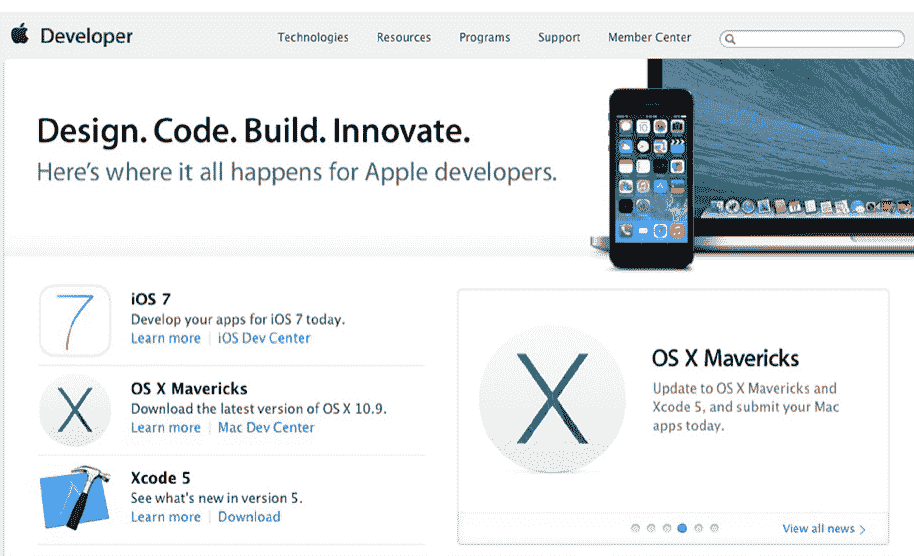 Developer
Technologies Resources Programs Support Member Center
Design. Code. Build. Innovate.
Here's where it all happens for Apple developers.
7
iOS 7
Develop your apps for iOS 7 today.
Learn more | iOS Dev Center
X
OS X Mavericks
Download the latest version of OS X 10.9.
Learn more | Mac Dev Center
Xcode 5
See what's new in version 5.
Learn more | Download
X
OS X Mavericks
Update to OS X Mavericks and
Xcode 5, and submit your Mac
apps today.
View all news >